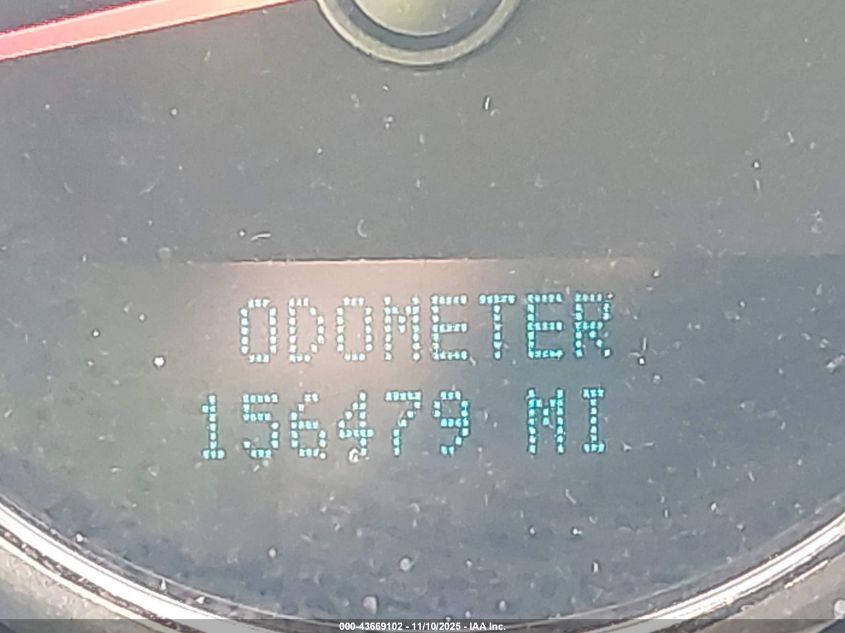 ODOMETER
156479 MI
000-43669102 - 11/10/2025 - IAA Inc.